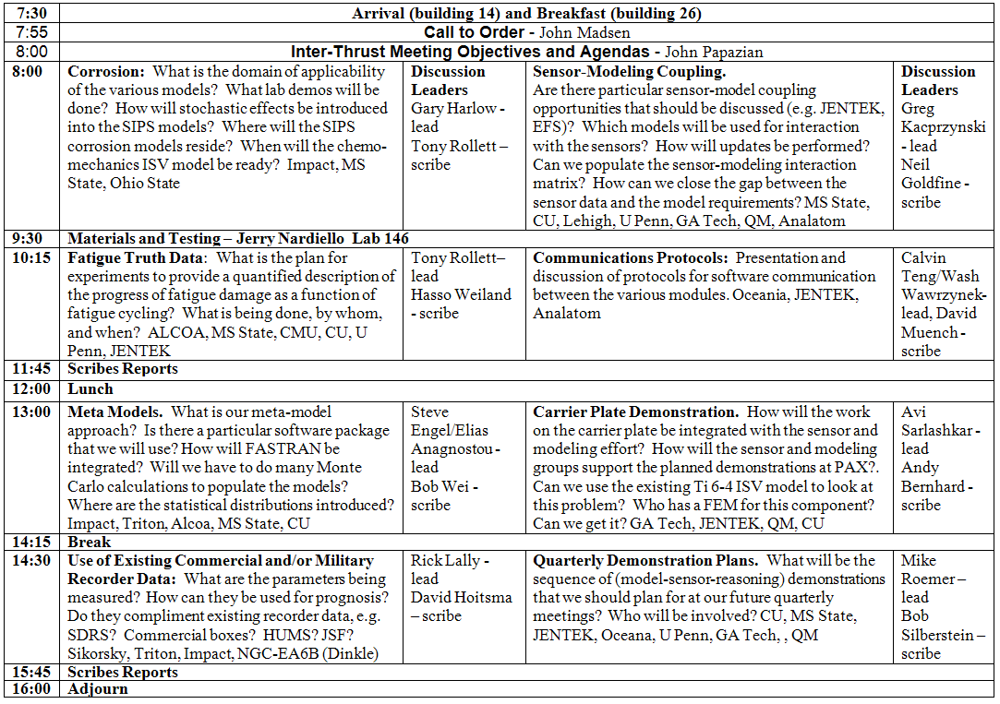 7:30 Arrival (building 14) and Breakfast (building 26)
7:55 Call to Order - John Madsen
8:00 Inter-Thrust Meeting Objectives and Agendas - John Papazian
8:00
Corrosion:  What is the domain of applicability
of the various models?  What lab demos will be
done?  How will stochastic effects be introduced
into the SIPS models?  Where will the SIPS
corrosion models reside?  When will the chemo-
mechanics ISV model be ready?  Impact, MS
State, Ohio State
Discussion
Leaders
Gary Harlow -
lead
Tony Rollett –
scribe
Sensor-Modeling Coupling.
Are there particular sensor-model coupling
opportunities that should be discussed (e.g. JENTEK,
EFS)?  Which models will be used for interaction
with the sensors?  How will updates be performed?
Can we populate the sensor-modeling interaction
matrix?  How can we close the gap between the
sensor data and the model requirements? MS State,
CU, Lehigh, U Penn, GA Tech, QM, Analatom
Discussion
Leaders
Greg
Kacprzynski
- lead
Neil
Goldfine -
scribe
9:30 Materials and Testing – Jerry Nardiello  Lab 146
10:15
Fatigue Truth Data:  What is the plan for
experiments to provide a quantified description of
the progress of fatigue damage as a function of
fatigue cycling?  What is being done, by whom,
and when?  ALCOA, MS State, CMU, CU, U
Penn, JENTEK
Tony Rollett–
lead
Hasso Weiland
- scribe
Communications Protocols:  Presentation and
discussion of protocols for software communication
between the various modules. Oceania, JENTEK,
Analatom
Calvin
Teng/Wash
Wawrzynek-
lead, David
Muench -
scribe
11:45 Scribes Reports
12:00 Lunch
13:00
Meta Models.  What is our meta-model
approach?  Is there a particular software package
that we will use? How will FASTRAN be
integrated?  Will we have to do many Monte
Carlo calculations to populate the models?
Where are the statistical distributions introduced?
Impact, Triton, Alcoa, MS State, CU
Steve
Engel/Elias
Anagnostou -
lead
Bob Wei -
scribe
Carrier Plate Demonstration.  How will the work
on the carrier plate be integrated with the sensor and
modeling effort?  How will the sensor and modeling
groups support the planned demonstrations at PAX?.
Can we use the existing Ti 6-4 ISV model to look at
this problem?  Who has a FEM for this component?
Can we get it? GA Tech, JENTEK, QM, CU
Avi
Sarlashkar -
lead
Andy
Bernhard -
scribe
14:15 Break
14:30
Use of Existing Commercial and/or Military
Recorder Data:  What are the parameters being
measured?  How can they be used for prognosis?
Do they compliment existing recorder data, e.g.
SDRS?  Commercial boxes?  HUMS? JSF?
Sikorsky, Triton, Impact, NGC-EA6B (Dinkle)
Rick Lally -
lead
David Hoitsma
– scribe
Quarterly Demonstration Plans.  What will be the
sequence of (model-sensor-reasoning) demonstrations
that we should plan for at our future quarterly
meetings?  Who will be involved? CU, MS State,
JENTEK, Oceana, U Penn, GA Tech, , QM
Mike
Roemer –
lead
Bob
Silberstein –
scribe
15:45 Scribes Reports
16:00 Adjourn